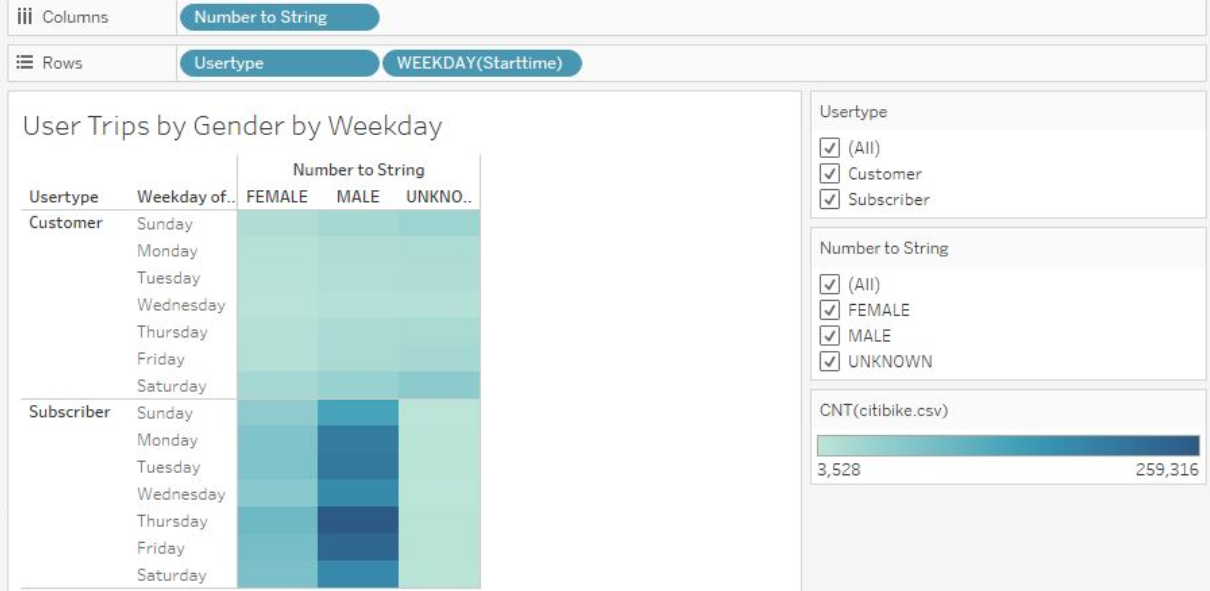 Columns Number to String
Rows Usertype WEEKDAY(Starttime)
User Trips by Gender by Weekday
Number to String
Usertype Weekday of.. FEMALE MALE UNKNO..
Customer Sunday
Monday
Tuesday
Wednesday
Thursday
Friday
Saturday
Subscriber Sunday
Monday
Tuesday
Wednesday
Thursday
Friday
Saturday
Usertype
(All)
Customer
Subscriber
Number to String
(All)
FEMALE
MALE
UNKNOWN
CNT(citibike.csv)
3,528 259,316